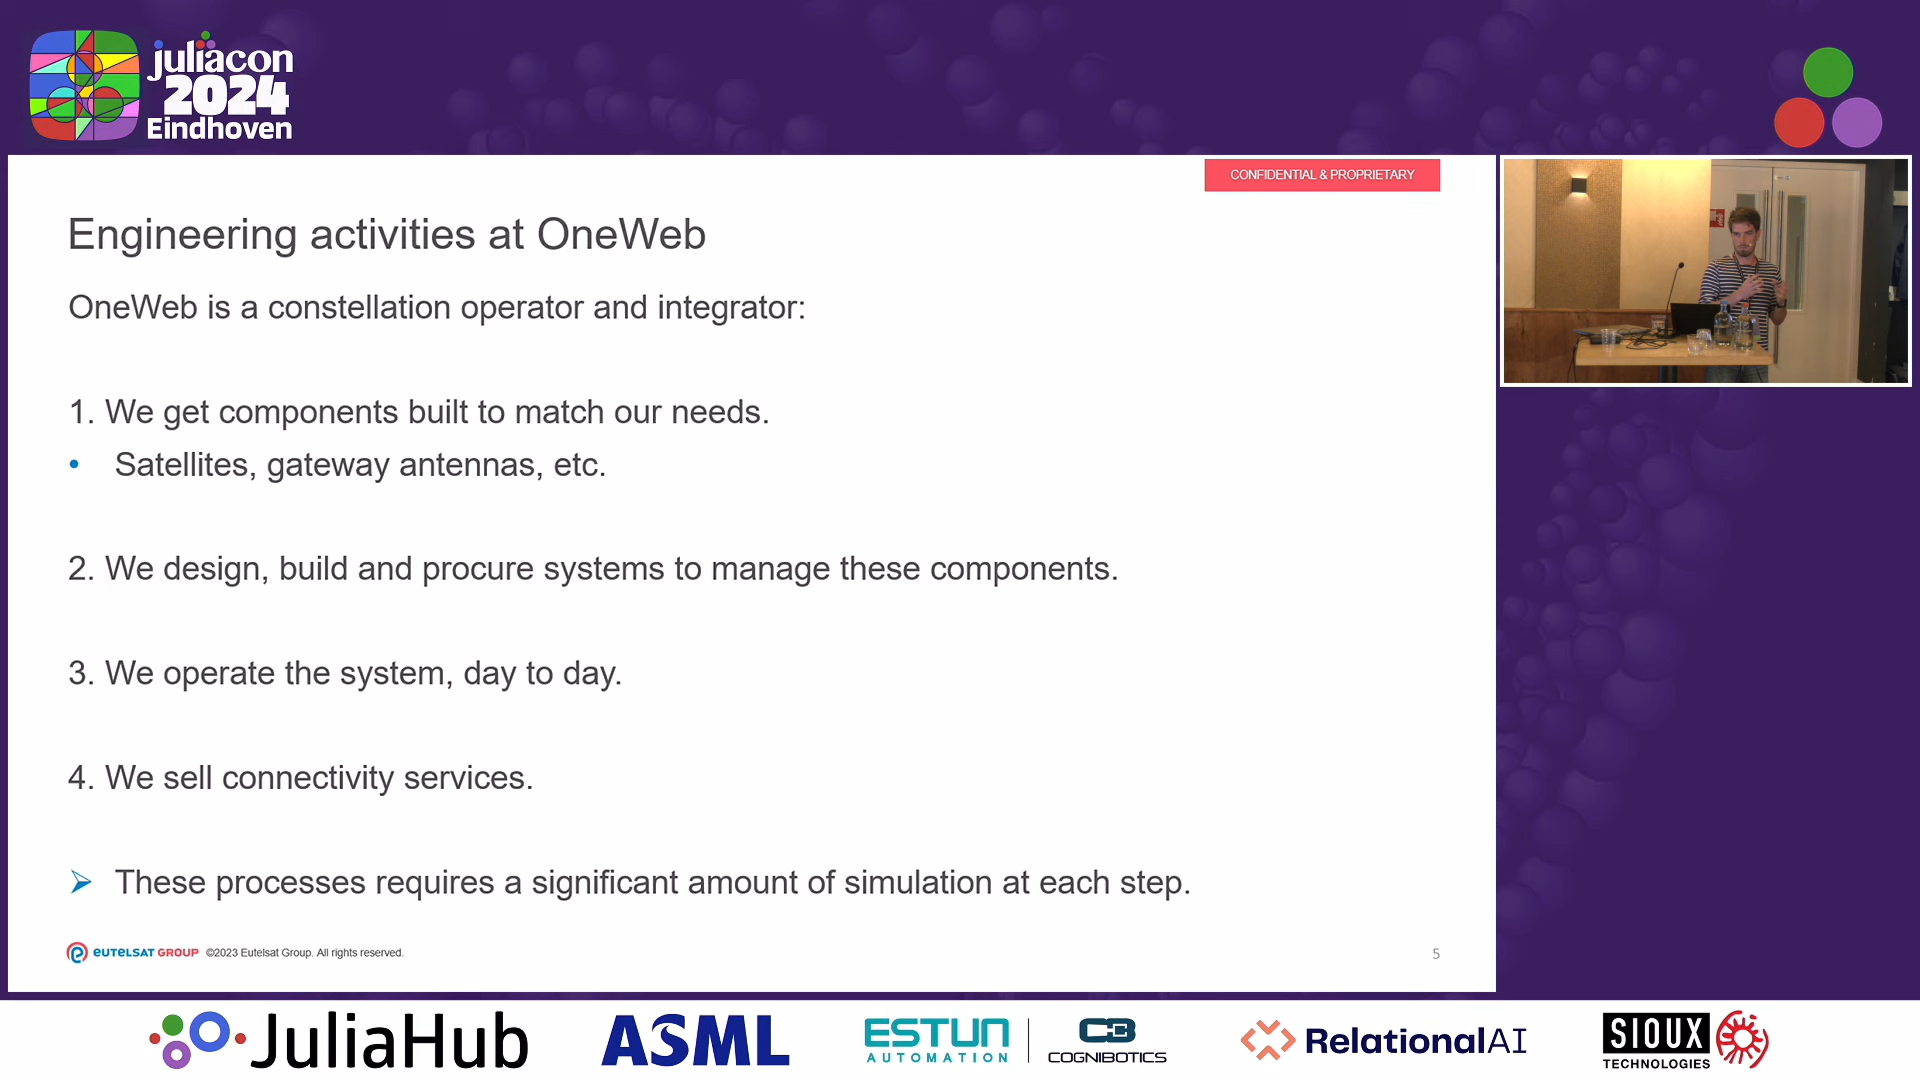 juliacon
2024
Eindhoven
CONFIDENTIAL & PROPRIETARY
Engineering activities at OneWeb
OneWeb is a constellation operator and integrator:
1. We get components built to match our needs.
• Satellites, gateway antennas, etc.
2. We design, build and procure systems to manage these components.
3. We operate the system, day to day.
4. We sell connectivity services.
➢ These processes requires a significant amount of simulation at each step.
eutelsat GROUP ©2023 Eutelsat Group. All rights reserved.
5
JuliaHub
ASML
ESTUN
AUTOMATION
COGNIBOTICS
RelationalAI
SIOUX
TECHNOLOGIES